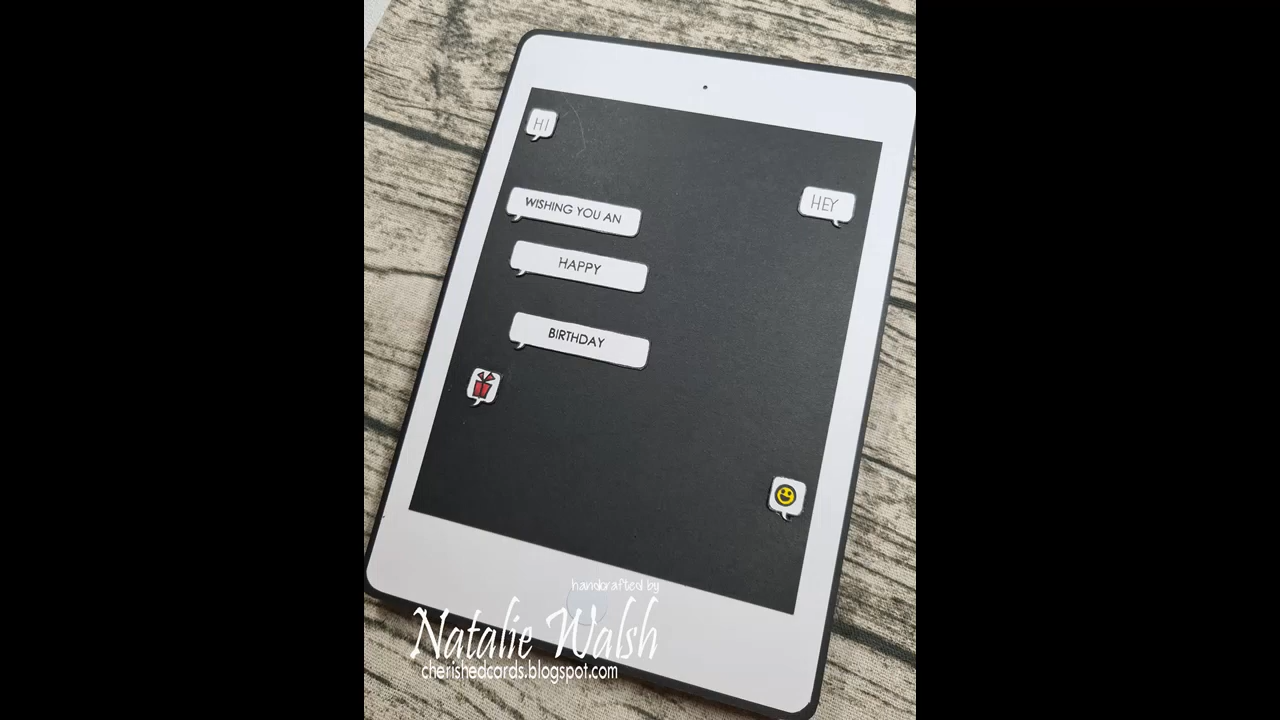 HI
HEY
WISHING YOU AN
HAPPY
BIRTHDAY
handcrafted by
Natalie Walsh
cherishedcards.blogspot.com